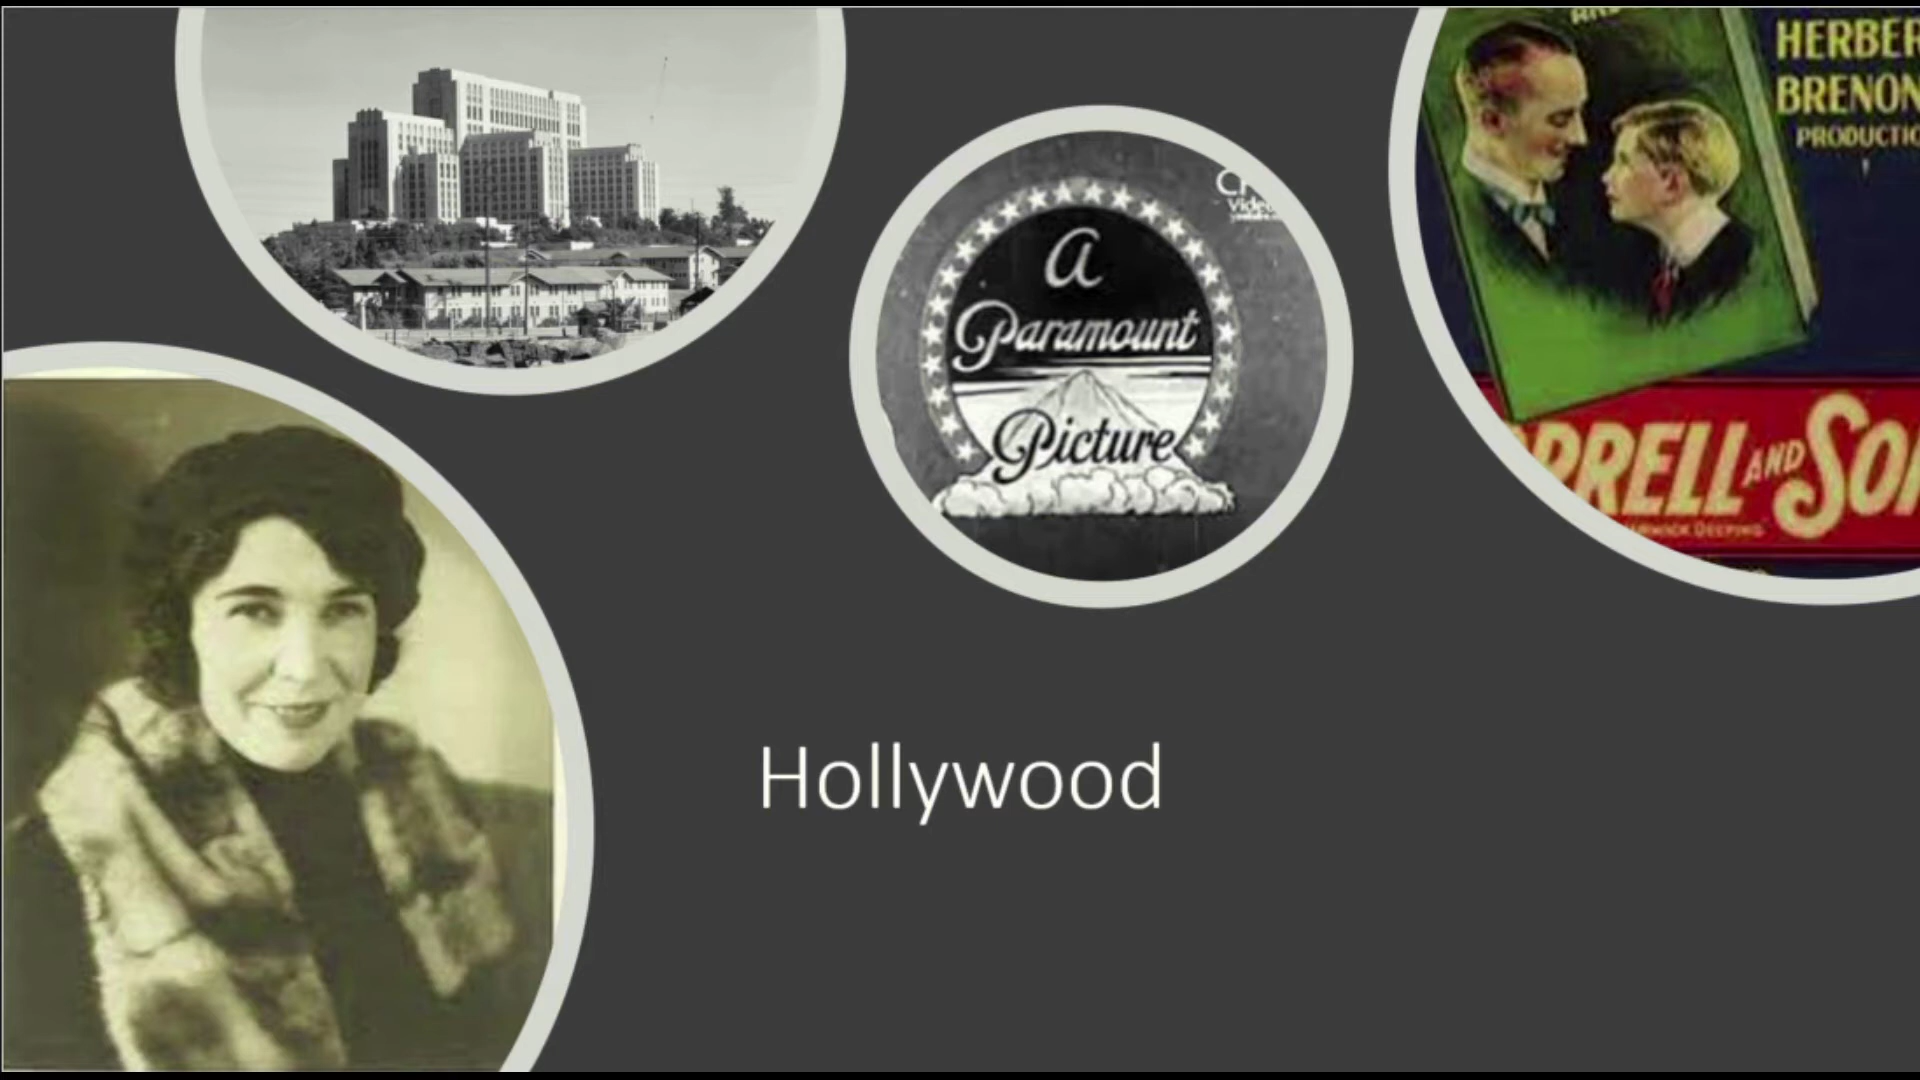 A
Paramount
Picture
HERBER
BRENON
PRODUCTIO
RRELL AND SO
Hollywood